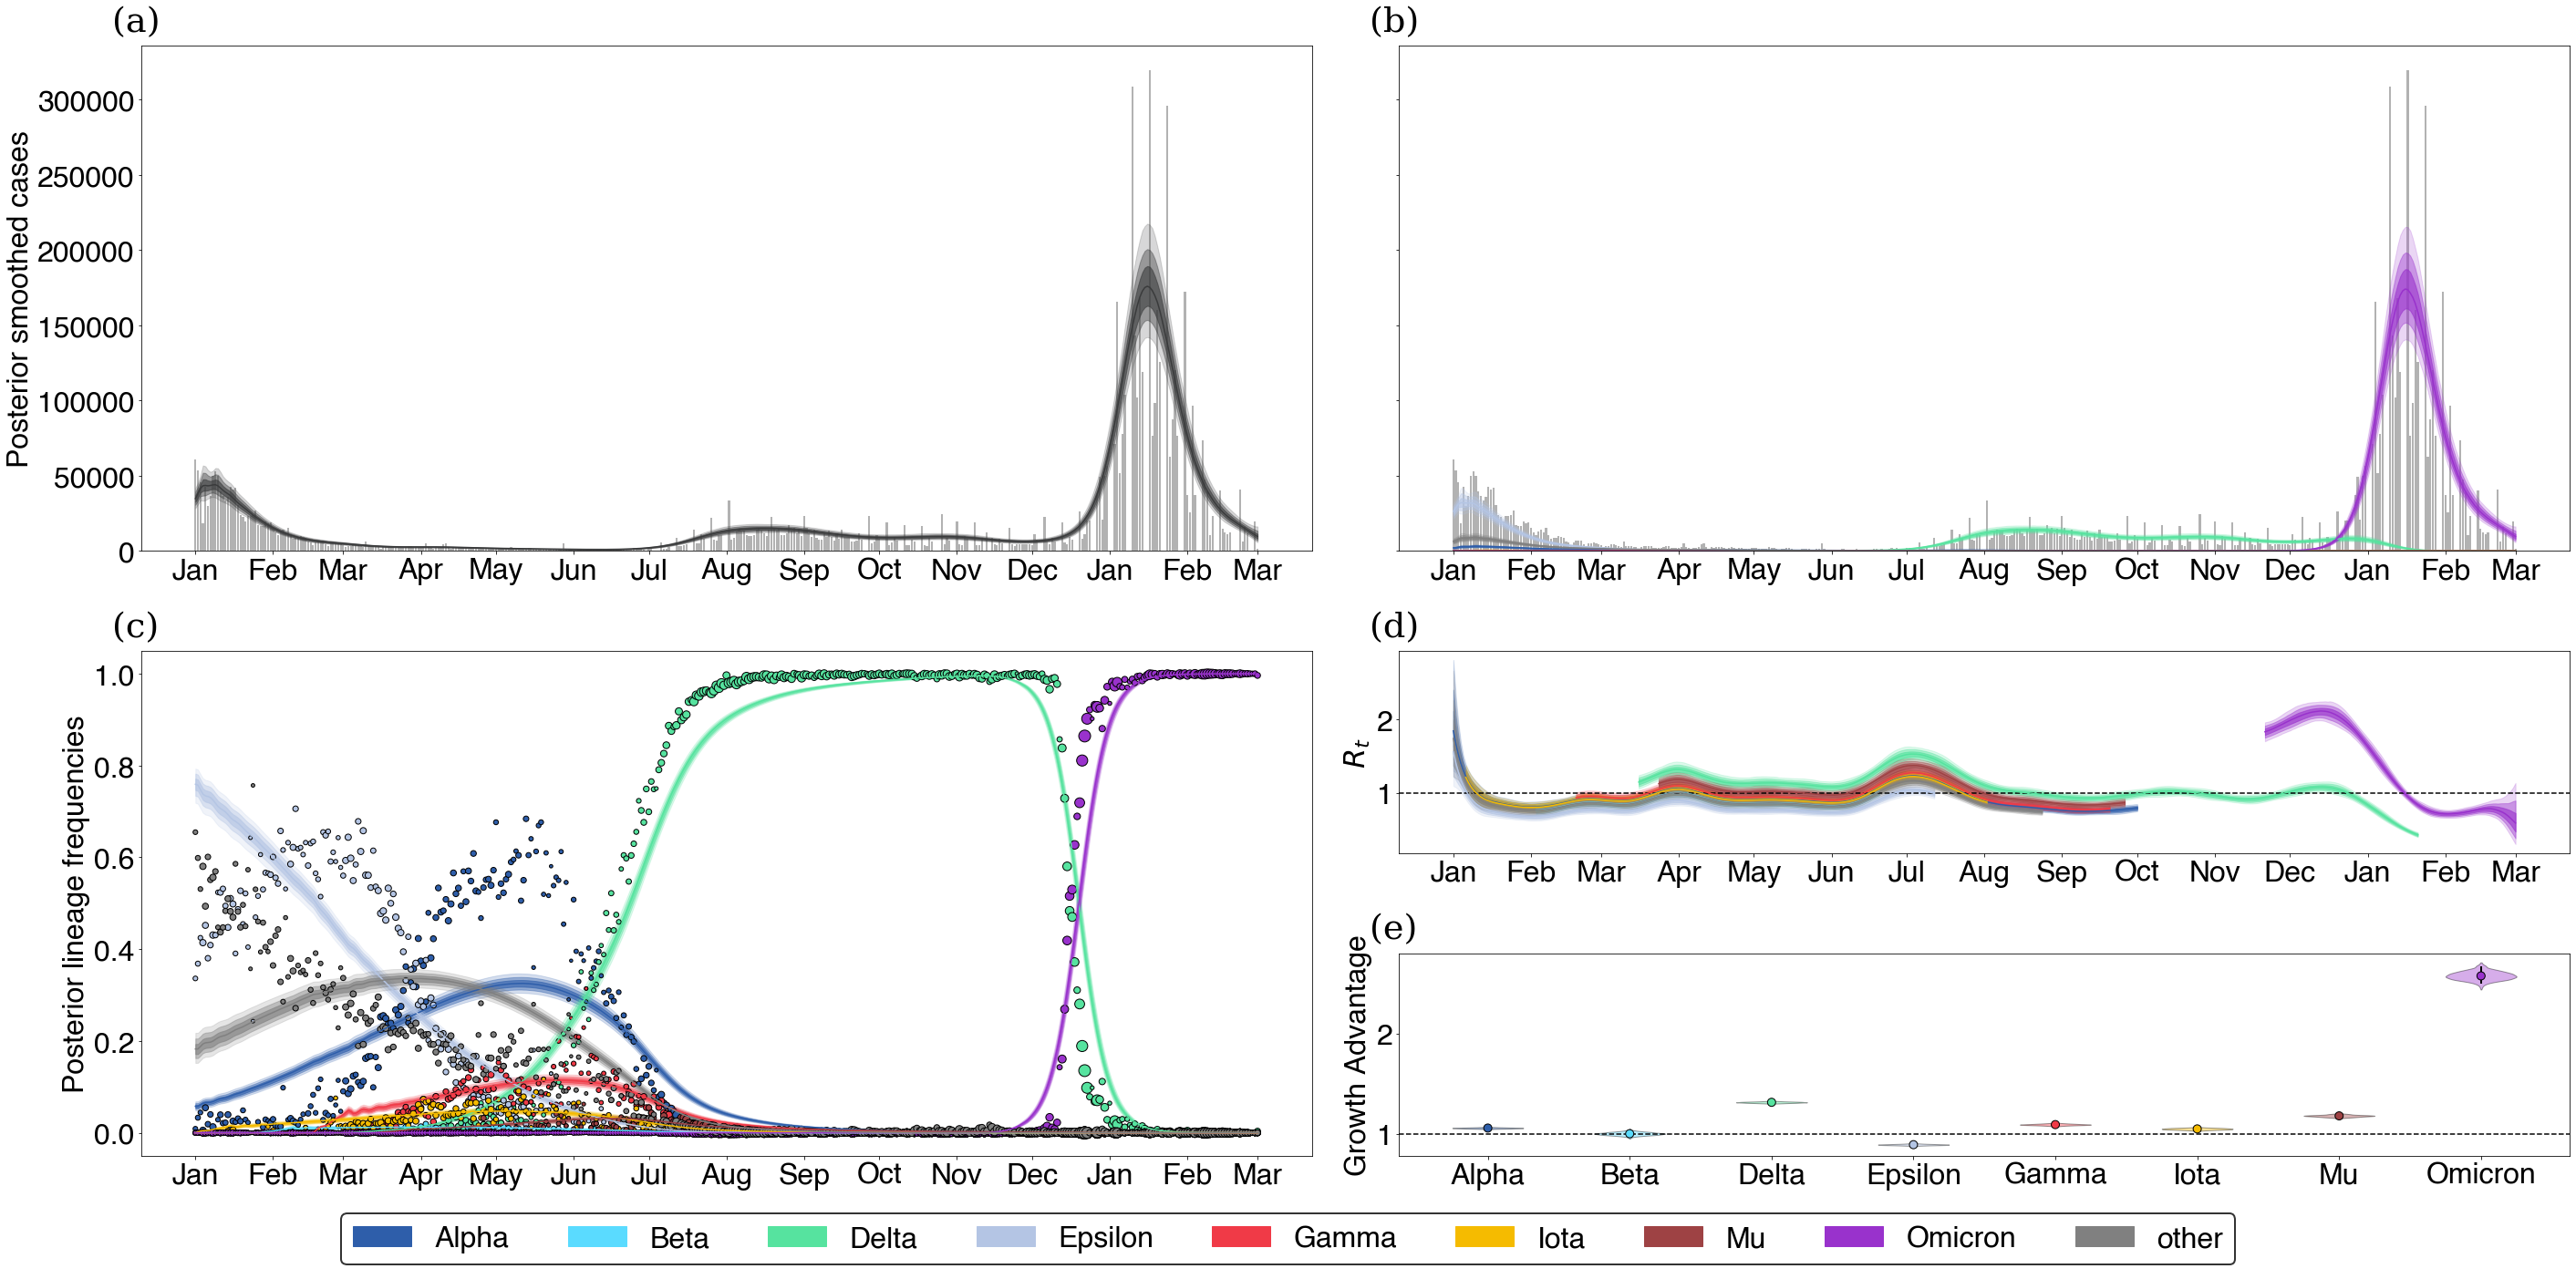 (a)
Posterior smoothed cases
300000
250000
200000
150000
100000
50000
0
Jan Feb Mar Apr May Jun Jul Aug Sep Oct Nov Dec Jan Feb Mar
(b)
Jan Feb Mar Apr May Jun Jul Aug Sep Oct Nov Dec Jan Feb Mar
(c)
Posterior lineage frequencies
1.0
0.8
0.6
0.4
0.2
0.0
Jan Feb Mar Apr May Jun Jul Aug Sep Oct Nov Dec Jan Feb Mar
(d)
R_t
2
1
Jan Feb Mar Apr May Jun Jul Aug Sep Oct Nov Dec Jan Feb Mar
(e)
Growth Advantage
2
1
Alpha Beta Delta Epsilon Gamma Iota Mu Omicron
Alpha Beta Delta Epsilon Gamma Iota Mu Omicron other